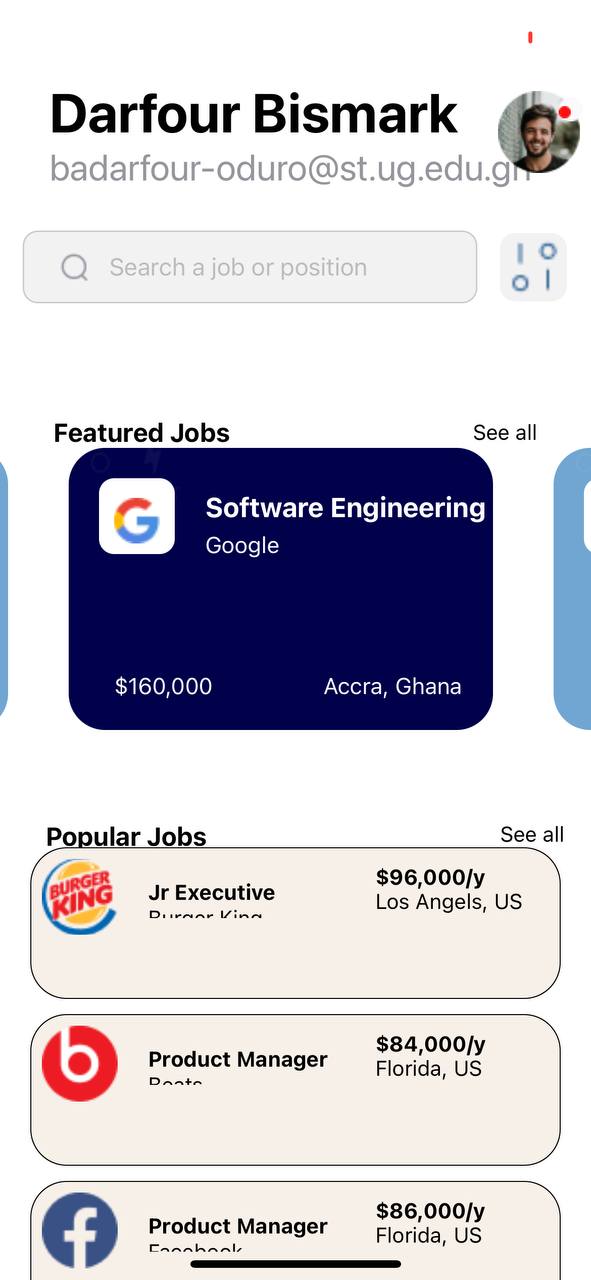 Darfour Bismark
badarfour-oduro@st.ug.edu.gh
Search a job or position
Featured Jobs
See all
Software Engineering
Google
$160,000
Accra, Ghana
Popular Jobs
See all
BURGER
KING
Jr Executive
$96,000/y
Burger King
Los Angels, US
Product Manager
$84,000/y
Beats
Florida, US
Product Manager
$86,000/y
Facebook
Florida, US